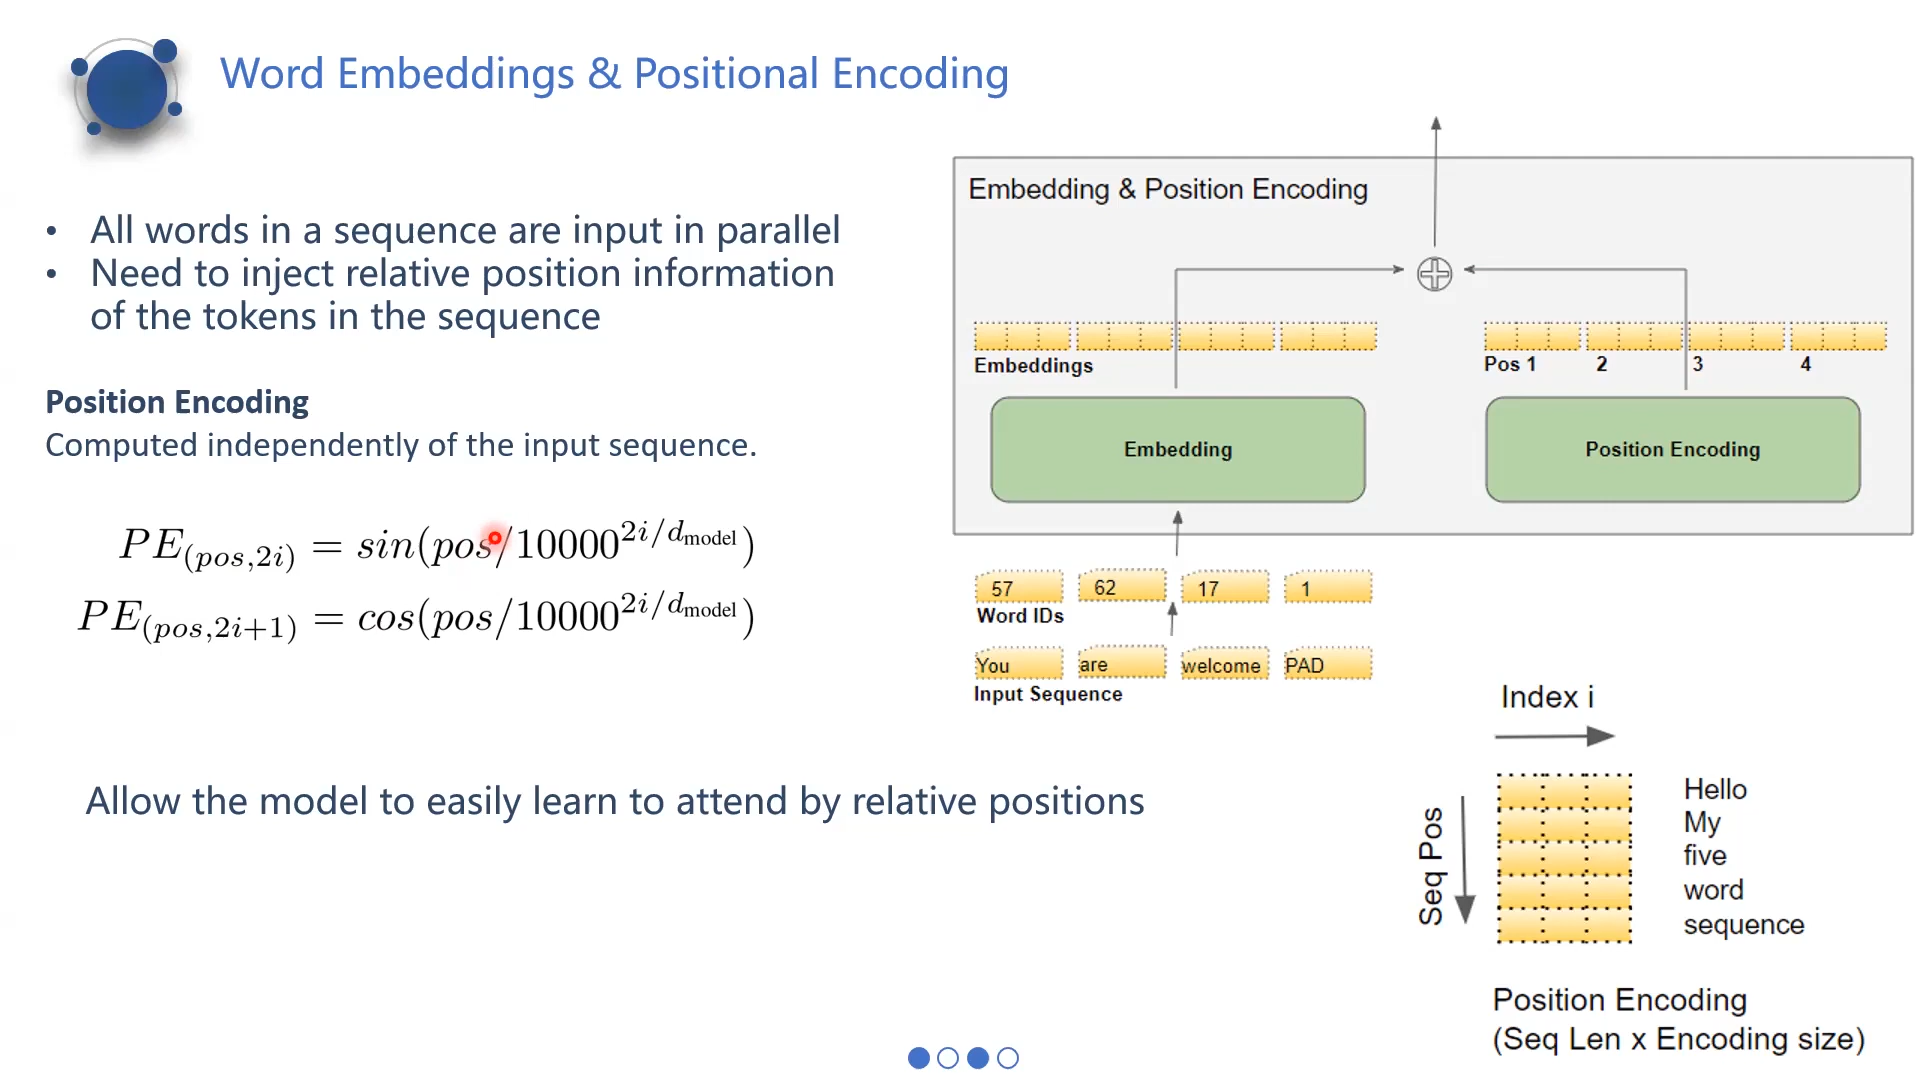 Word Embeddings & Positional Encoding
• All words in a sequence are input in parallel
• Need to inject relative position information
of the tokens in the sequence
Position Encoding
Computed independently of the input sequence.
PE_(pos,2i) = sin(pos/10000^{2i/d_model})
PE_(pos,2i+1) = cos(pos/10000^{2i/d_model})
Allow the model to easily learn to attend by relative positions
Embedding & Position Encoding
Embeddings
Pos 1 2 3 4
Embedding
Position Encoding
57 62 17 1
Word IDs
You are welcome PAD
Input Sequence
Index i
Seq Pos
Hello
My
five
word
sequence
Position Encoding
(Seq Len x Encoding size)